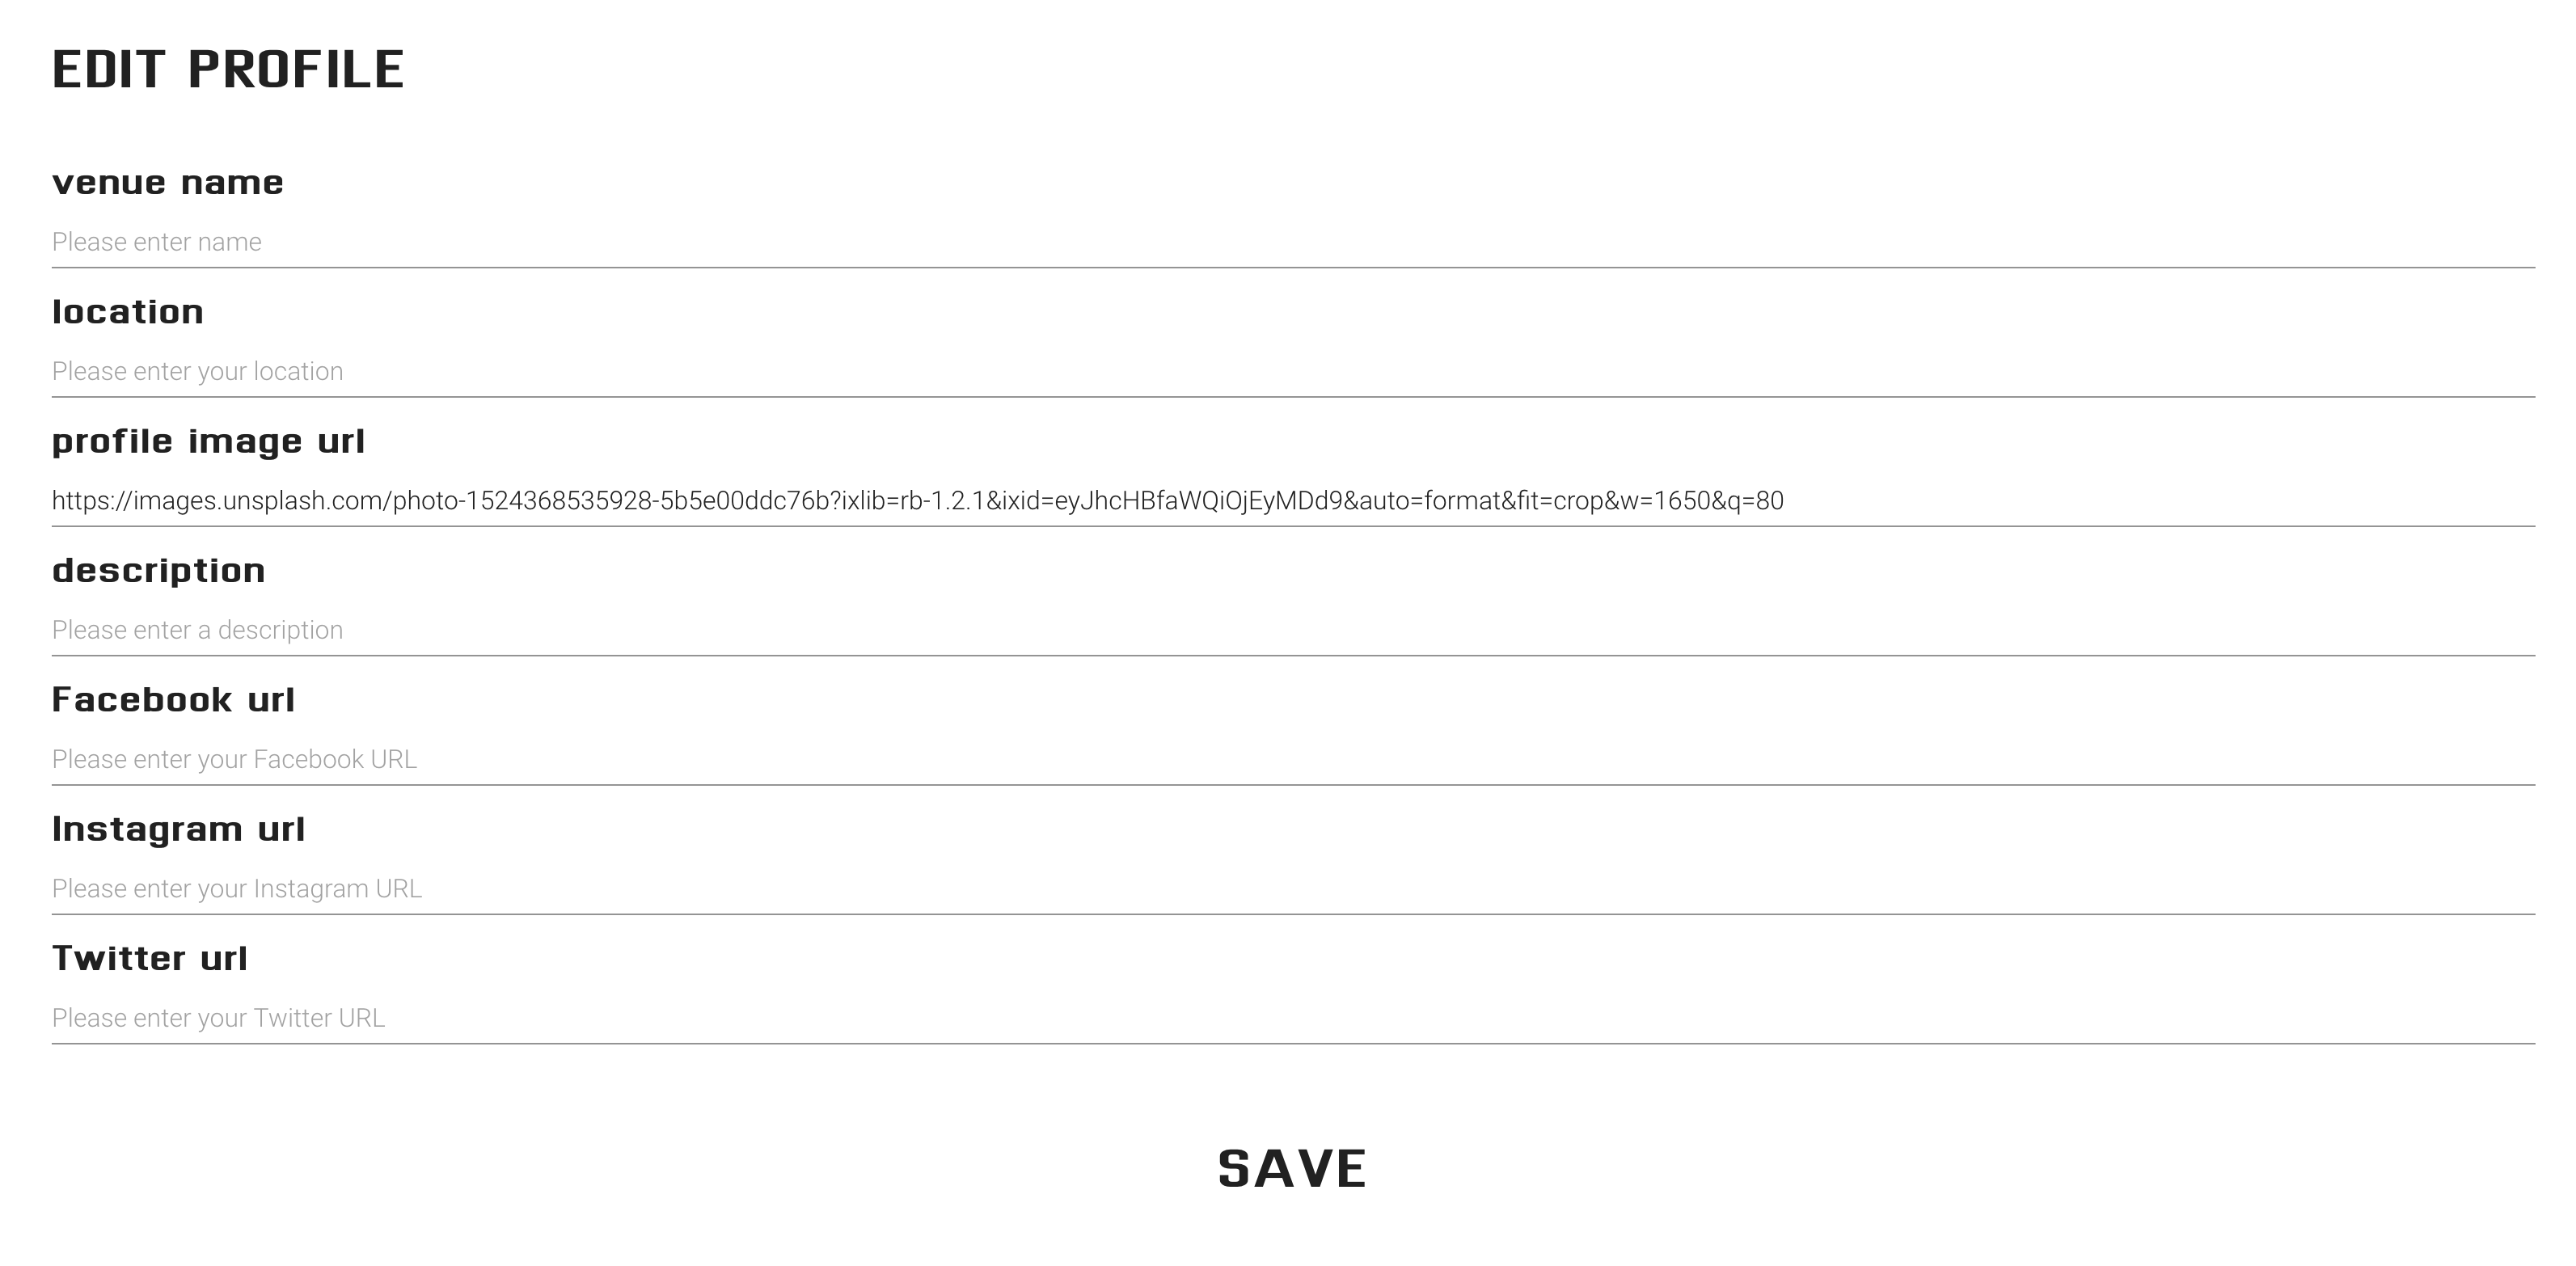 EDIT PROFILE
venue name
Please enter name
location
Please enter your location
profile image url
https://images.unsplash.com/photo-1524368535928-5b5e00ddc76b?ixlib=rb-1.2.1&ixid=eyJhcHBfaWQiOjEyMDd9&auto=format&fit=crop&w=1650&q=80
description
Please enter a description
Facebook url
Please enter your Facebook URL
Instagram url
Please enter your Instagram URL
Twitter url
Please enter your Twitter URL
SAVE